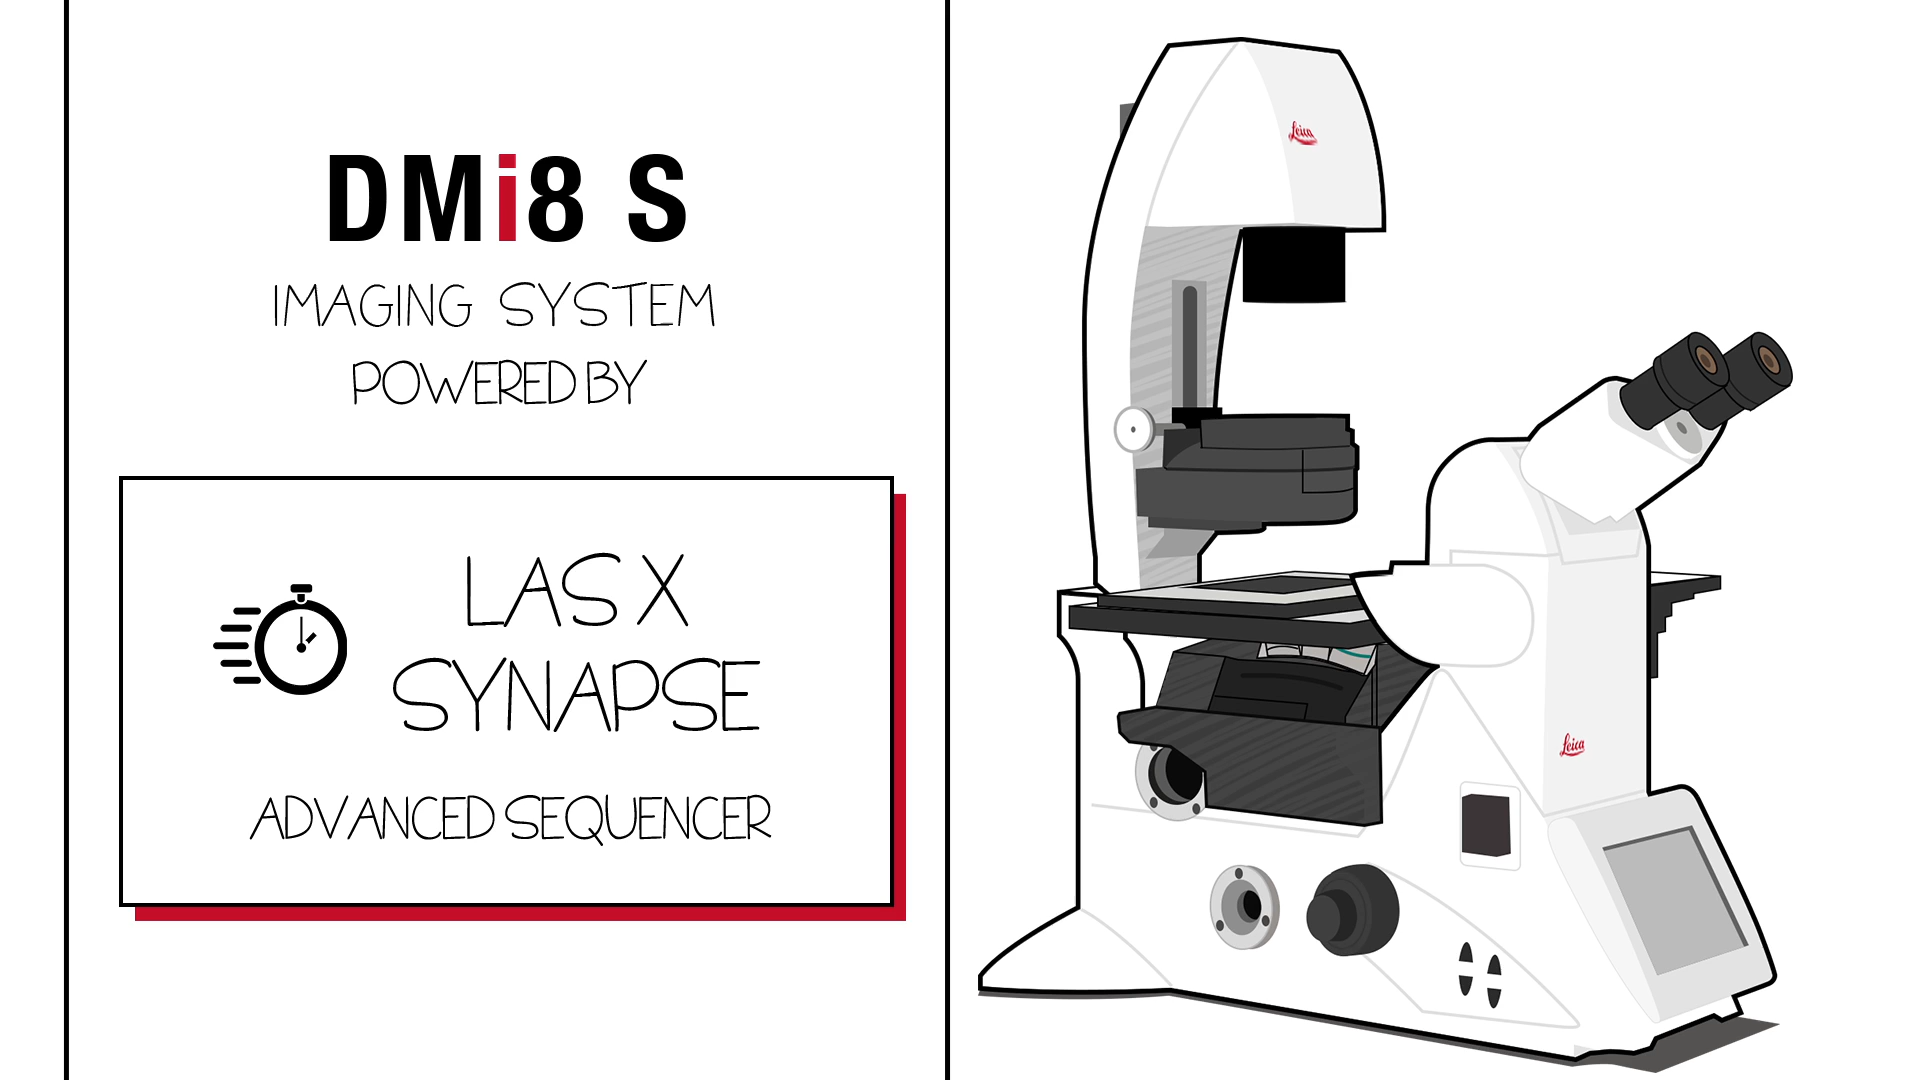 DMi8 S
IMAGING SYSTEM
POWERED BY
LAS X
SYNAPSE
ADVANCED SEQUENCER
Leica
Leica